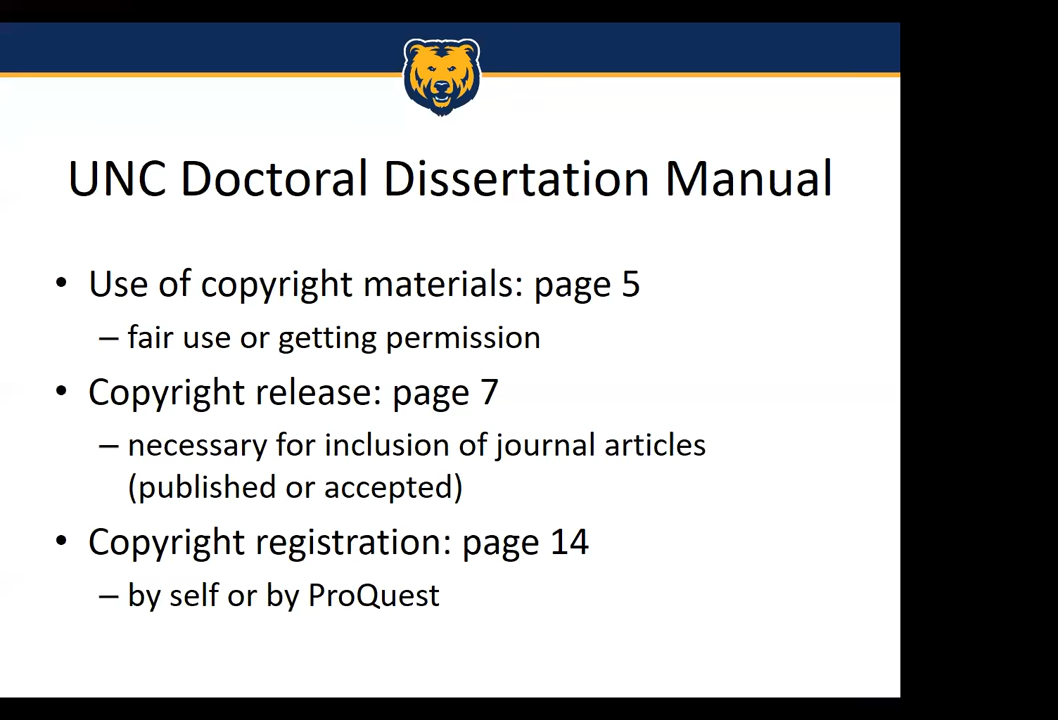 UNC Doctoral Dissertation Manual
• Use of copyright materials: page 5
– fair use or getting permission
• Copyright release: page 7
– necessary for inclusion of journal articles
(published or accepted)
• Copyright registration: page 14
– by self or by ProQuest